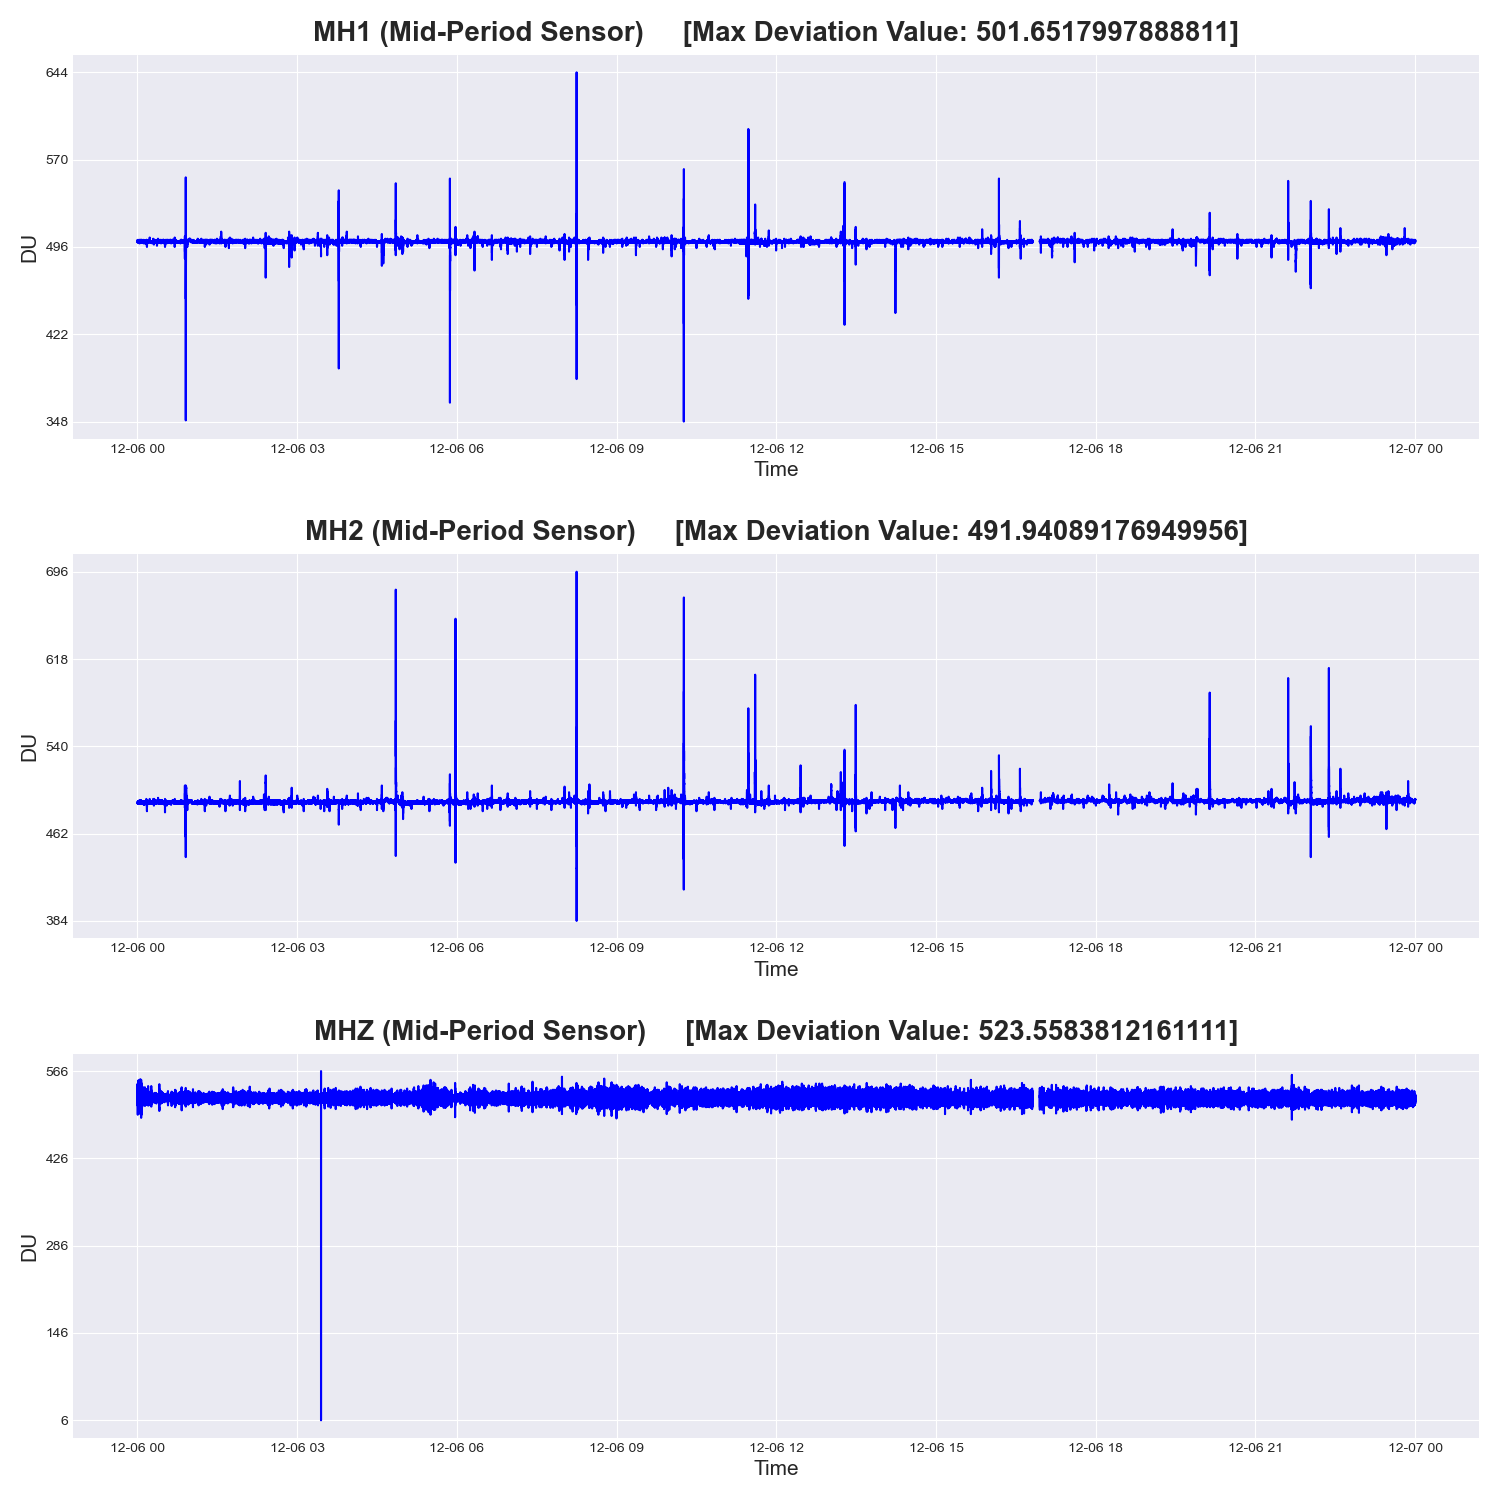 MH1 (Mid-Period Sensor) [Max Deviation Value: 501.6517997888811]
644
570
496
422
348
DU
12-06 00 12-06 03 12-06 06 12-06 09 12-06 12 12-06 15 12-06 18 12-06 21 12-07 00
Time
MH2 (Mid-Period Sensor) [Max Deviation Value: 491.94089176949956]
696
618
540
462
384
DU
12-06 00 12-06 03 12-06 06 12-06 09 12-06 12 12-06 15 12-06 18 12-06 21 12-07 00
Time
MHZ (Mid-Period Sensor) [Max Deviation Value: 523.5583812161111]
566
426
286
146
6
DU
12-06 00 12-06 03 12-06 06 12-06 09 12-06 12 12-06 15 12-06 18 12-06 21 12-07 00
Time